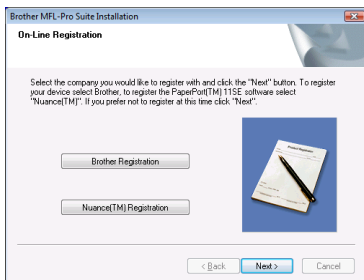 Brother MFL-Pro Suite Installation
On-Line Registration
Select the company you would like to register with and click the "Next" button. To register
your device select Brother, to register the PaperPort(TM) 11SE software select
"Nuance(TM)". If you prefer not to register at this time click "Next".
Brother Registration
Nuance(TM) Registration
< Back
Next >
Cancel